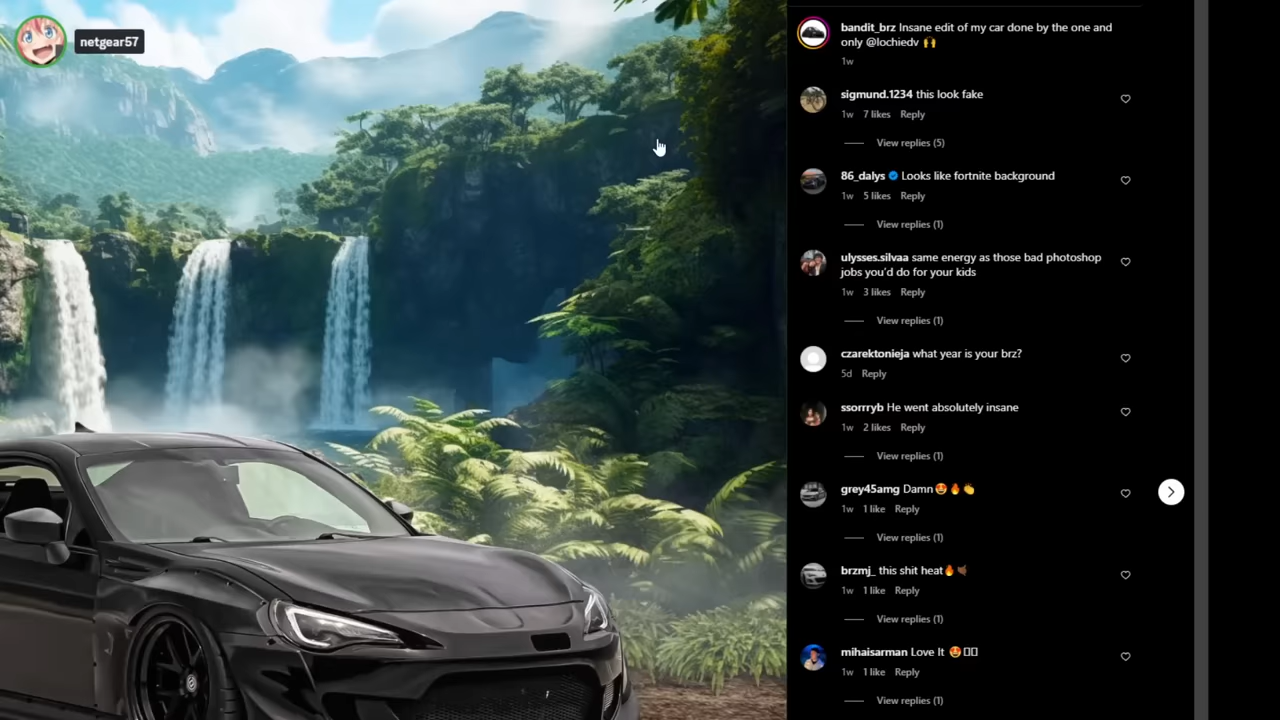 netgear57
bandit_brz Insane edit of my car done by the one and
only @lochiedv 🙌
1w
sigmund.1234 this look fake
1w 7 likes Reply
View replies (5)
86_dalys Looks like fortnite background
1w 5 likes Reply
View replies (1)
ulysses.silvaa same energy as those bad photoshop
jobs you'd do for your kids
1w 3 likes Reply
View replies (1)
czarektonieja what year is your brz?
5d Reply
ssorrryb He went absolutely insane
1w 2 likes Reply
View replies (1)
grey45amg Damn😍🔥👏
1w 1 like Reply
View replies (1)
brzmj_ this shit heat🔥🤞🏾
1w 1 like Reply
View replies (1)
mihaisarman Love It 😍▯▯
1w 1 like Reply
View replies (1)